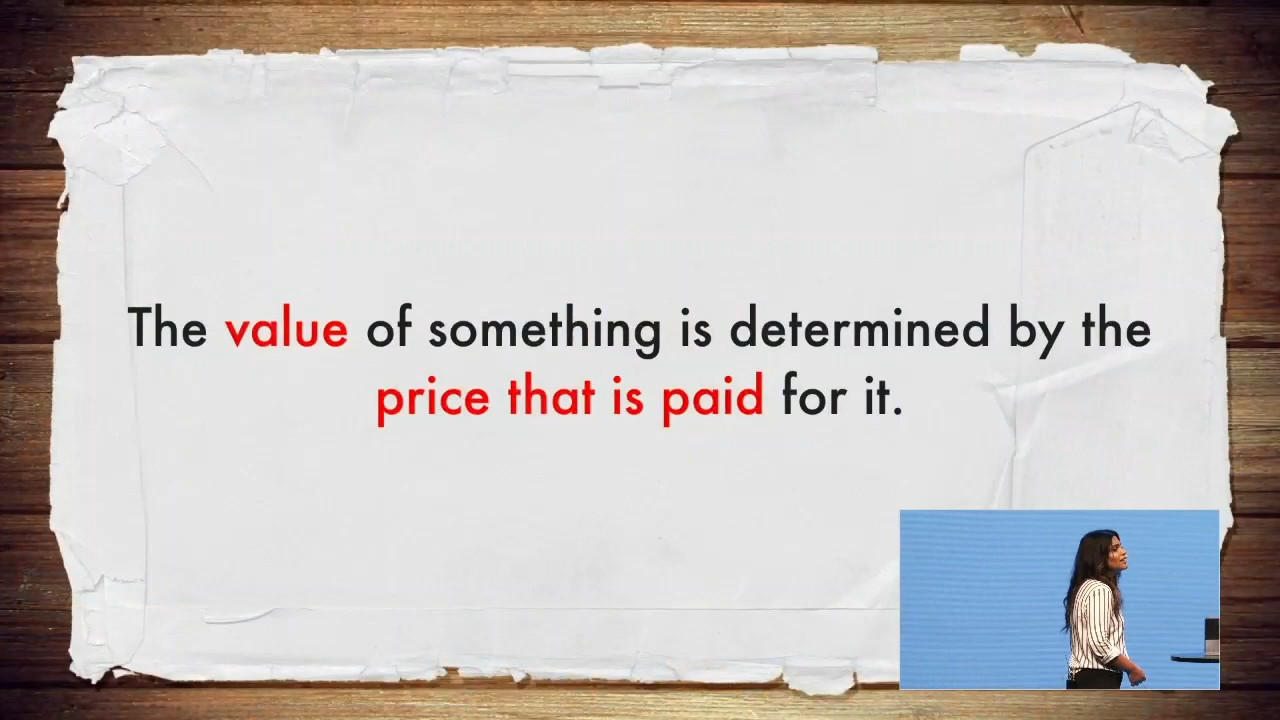 The value of something is determined by the
price that is paid for it.